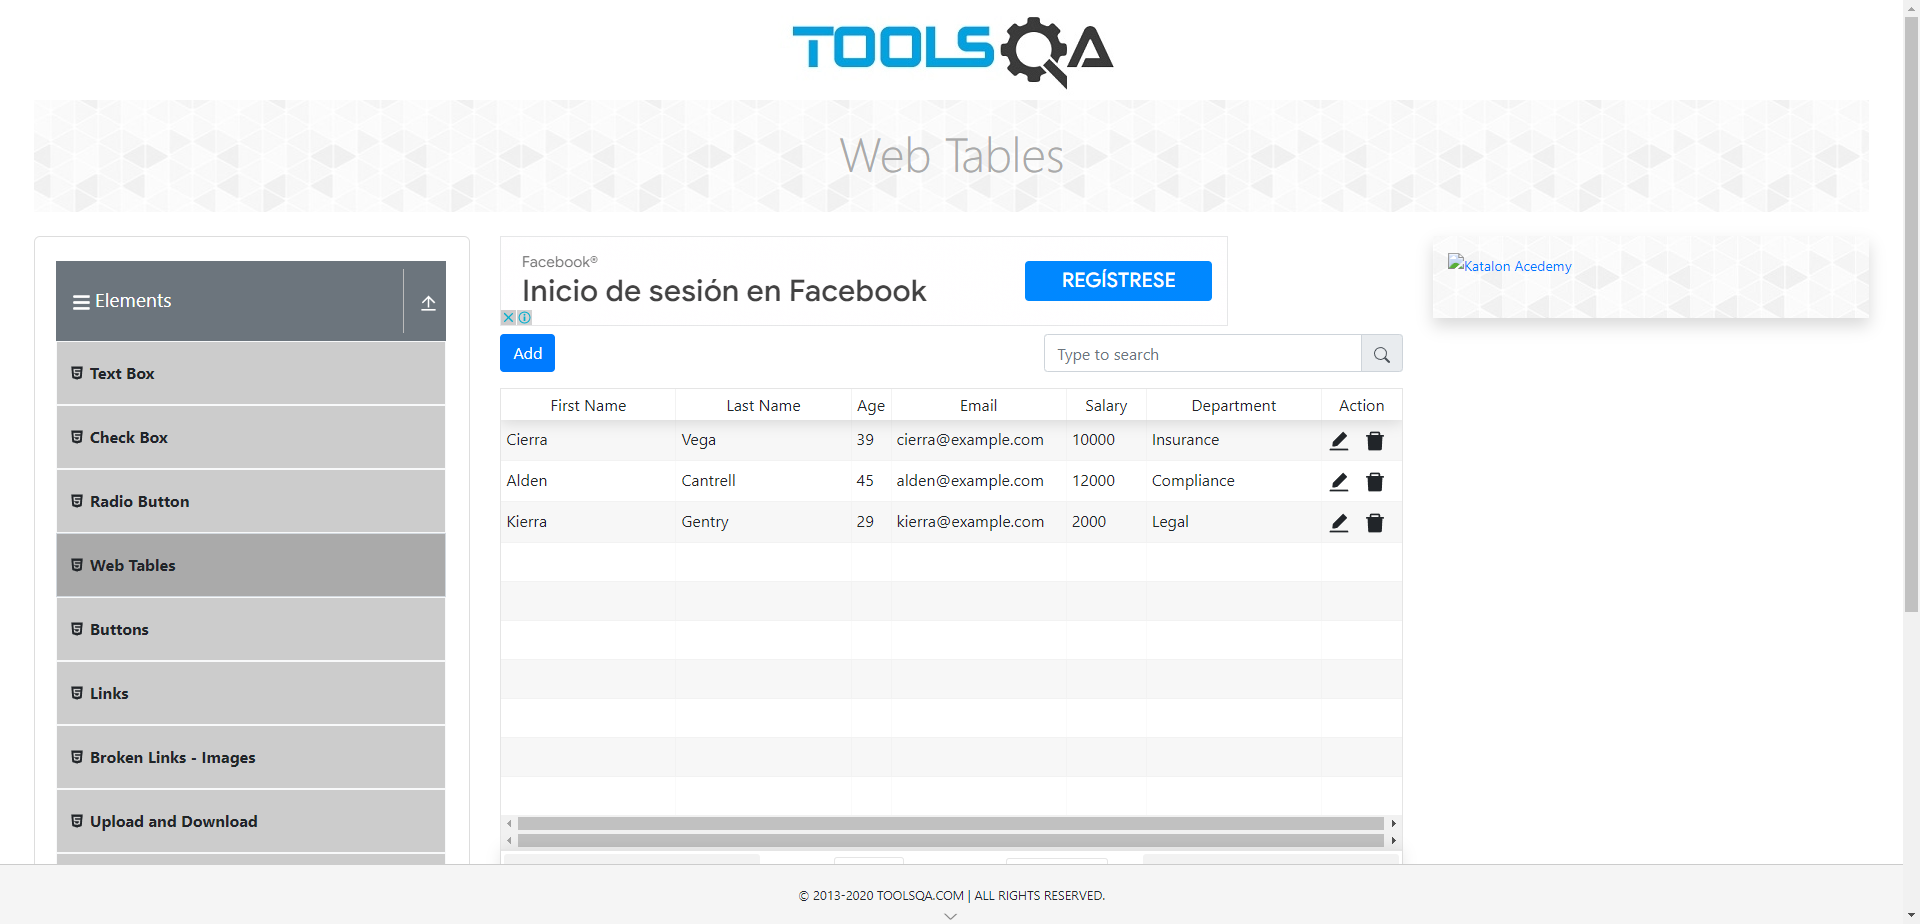 TOOLSQA
Web Tables
Elements
Text Box
Check Box
Radio Button
Web Tables
Buttons
Links
Broken Links - Images
Upload and Download
Facebook®
Inicio de sesión en Facebook
REGÍSTRESE
Add
Type to search
First Name Last Name Age Email Salary Department Action
Cierra Vega 39 cierra@example.com 10000 Insurance
Alden Cantrell 45 alden@example.com 12000 Compliance
Kierra Gentry 29 kierra@example.com 2000 Legal
Katalon Acedemy
© 2013-2020 TOOLSQA.COM | ALL RIGHTS RESERVED.